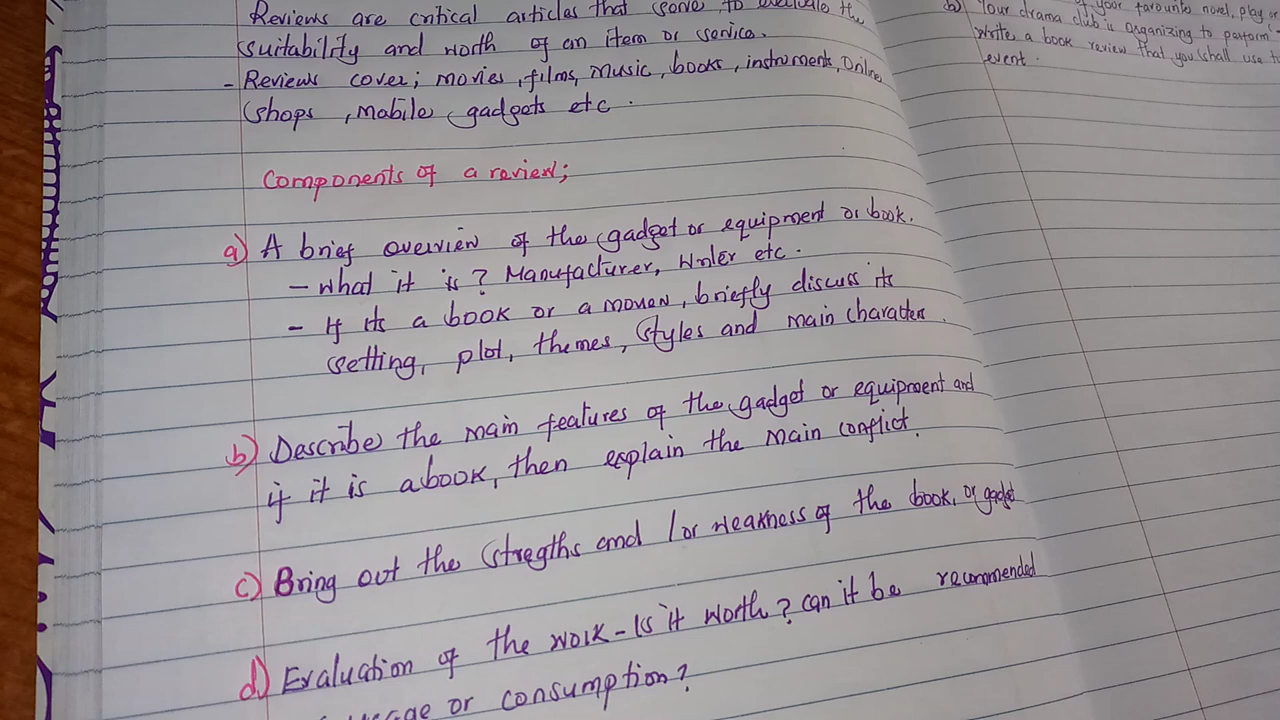 Reviews are critical articles that serve to evaluate the
suitability and worth of an item or service.
- Reviews cover; movies, films, music, books, instruments, Online
shops, mobile gadgets etc.
Components of a review;
a) A brief overview of the gadget or equipment or book.
- what it is? Manufacturer, Writer etc.
- If its a book or a moven, briefly discuss its
setting, plot, themes, styles and main character.
b) Describe the main features of the gadget or equipment and
if it is a book, then explain the main conflict.
c) Bring out the stregths and /or weakness of the book, or gadget
d) Evaluation of the work - Is it worth? can it be recommended
usage or consumption?
of your favourite novel, play or
b) Your drama club is organizing to perform
write a book review that you shall use to
event.